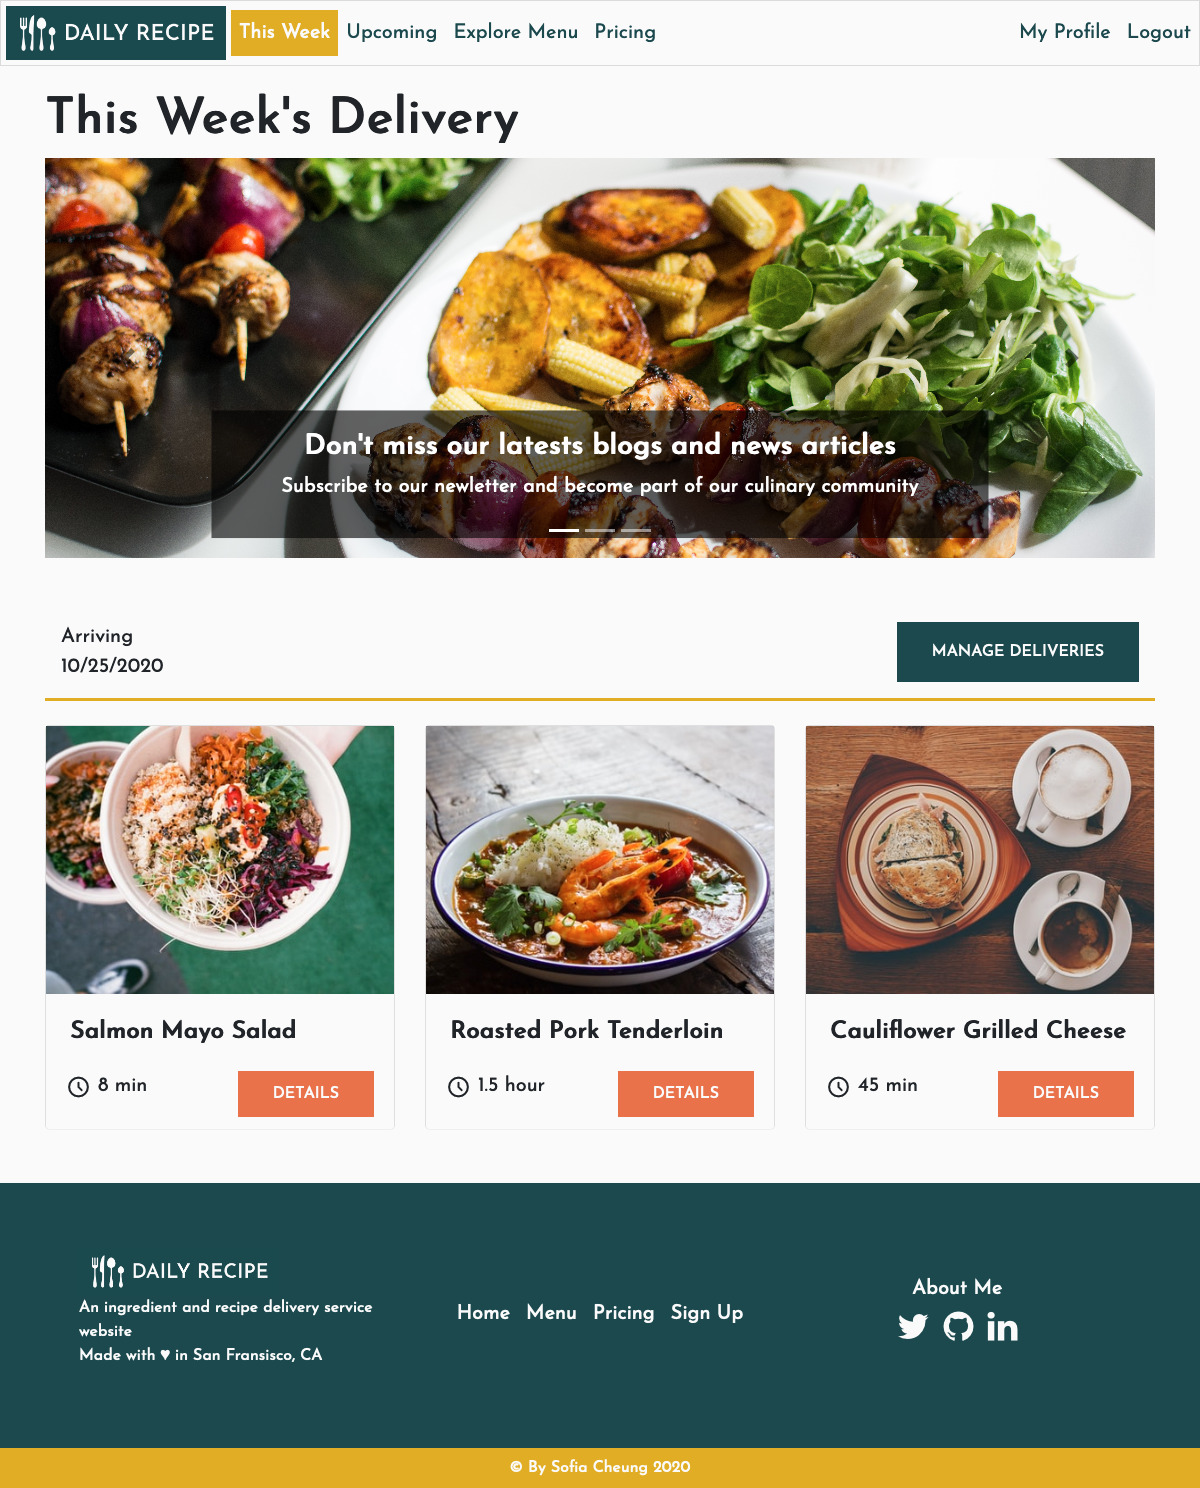 DAILY RECIPE This Week Upcoming Explore Menu Pricing My Profile Logout
This Week's Delivery
Don't miss our latests blogs and news articles
Subscribe to our newletter and become part of our culinary community
Arriving
10/25/2020
MANAGE DELIVERIES
Salmon Mayo Salad
8 min
DETAILS
Roasted Pork Tenderloin
1.5 hour
DETAILS
Cauliflower Grilled Cheese
45 min
DETAILS
DAILY RECIPE
An ingredient and recipe delivery service
website
Made with ♥ in San Fransisco, CA
Home Menu Pricing Sign Up
About Me
© By Sofia Cheung 2020